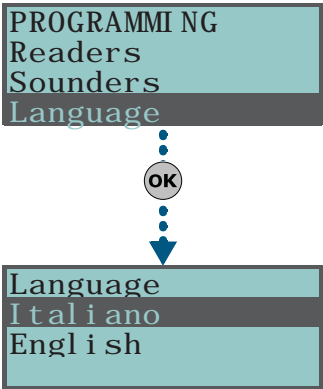 PROGRAMMING
Readers
Sounders
Language
OK
Language
Italiano
English